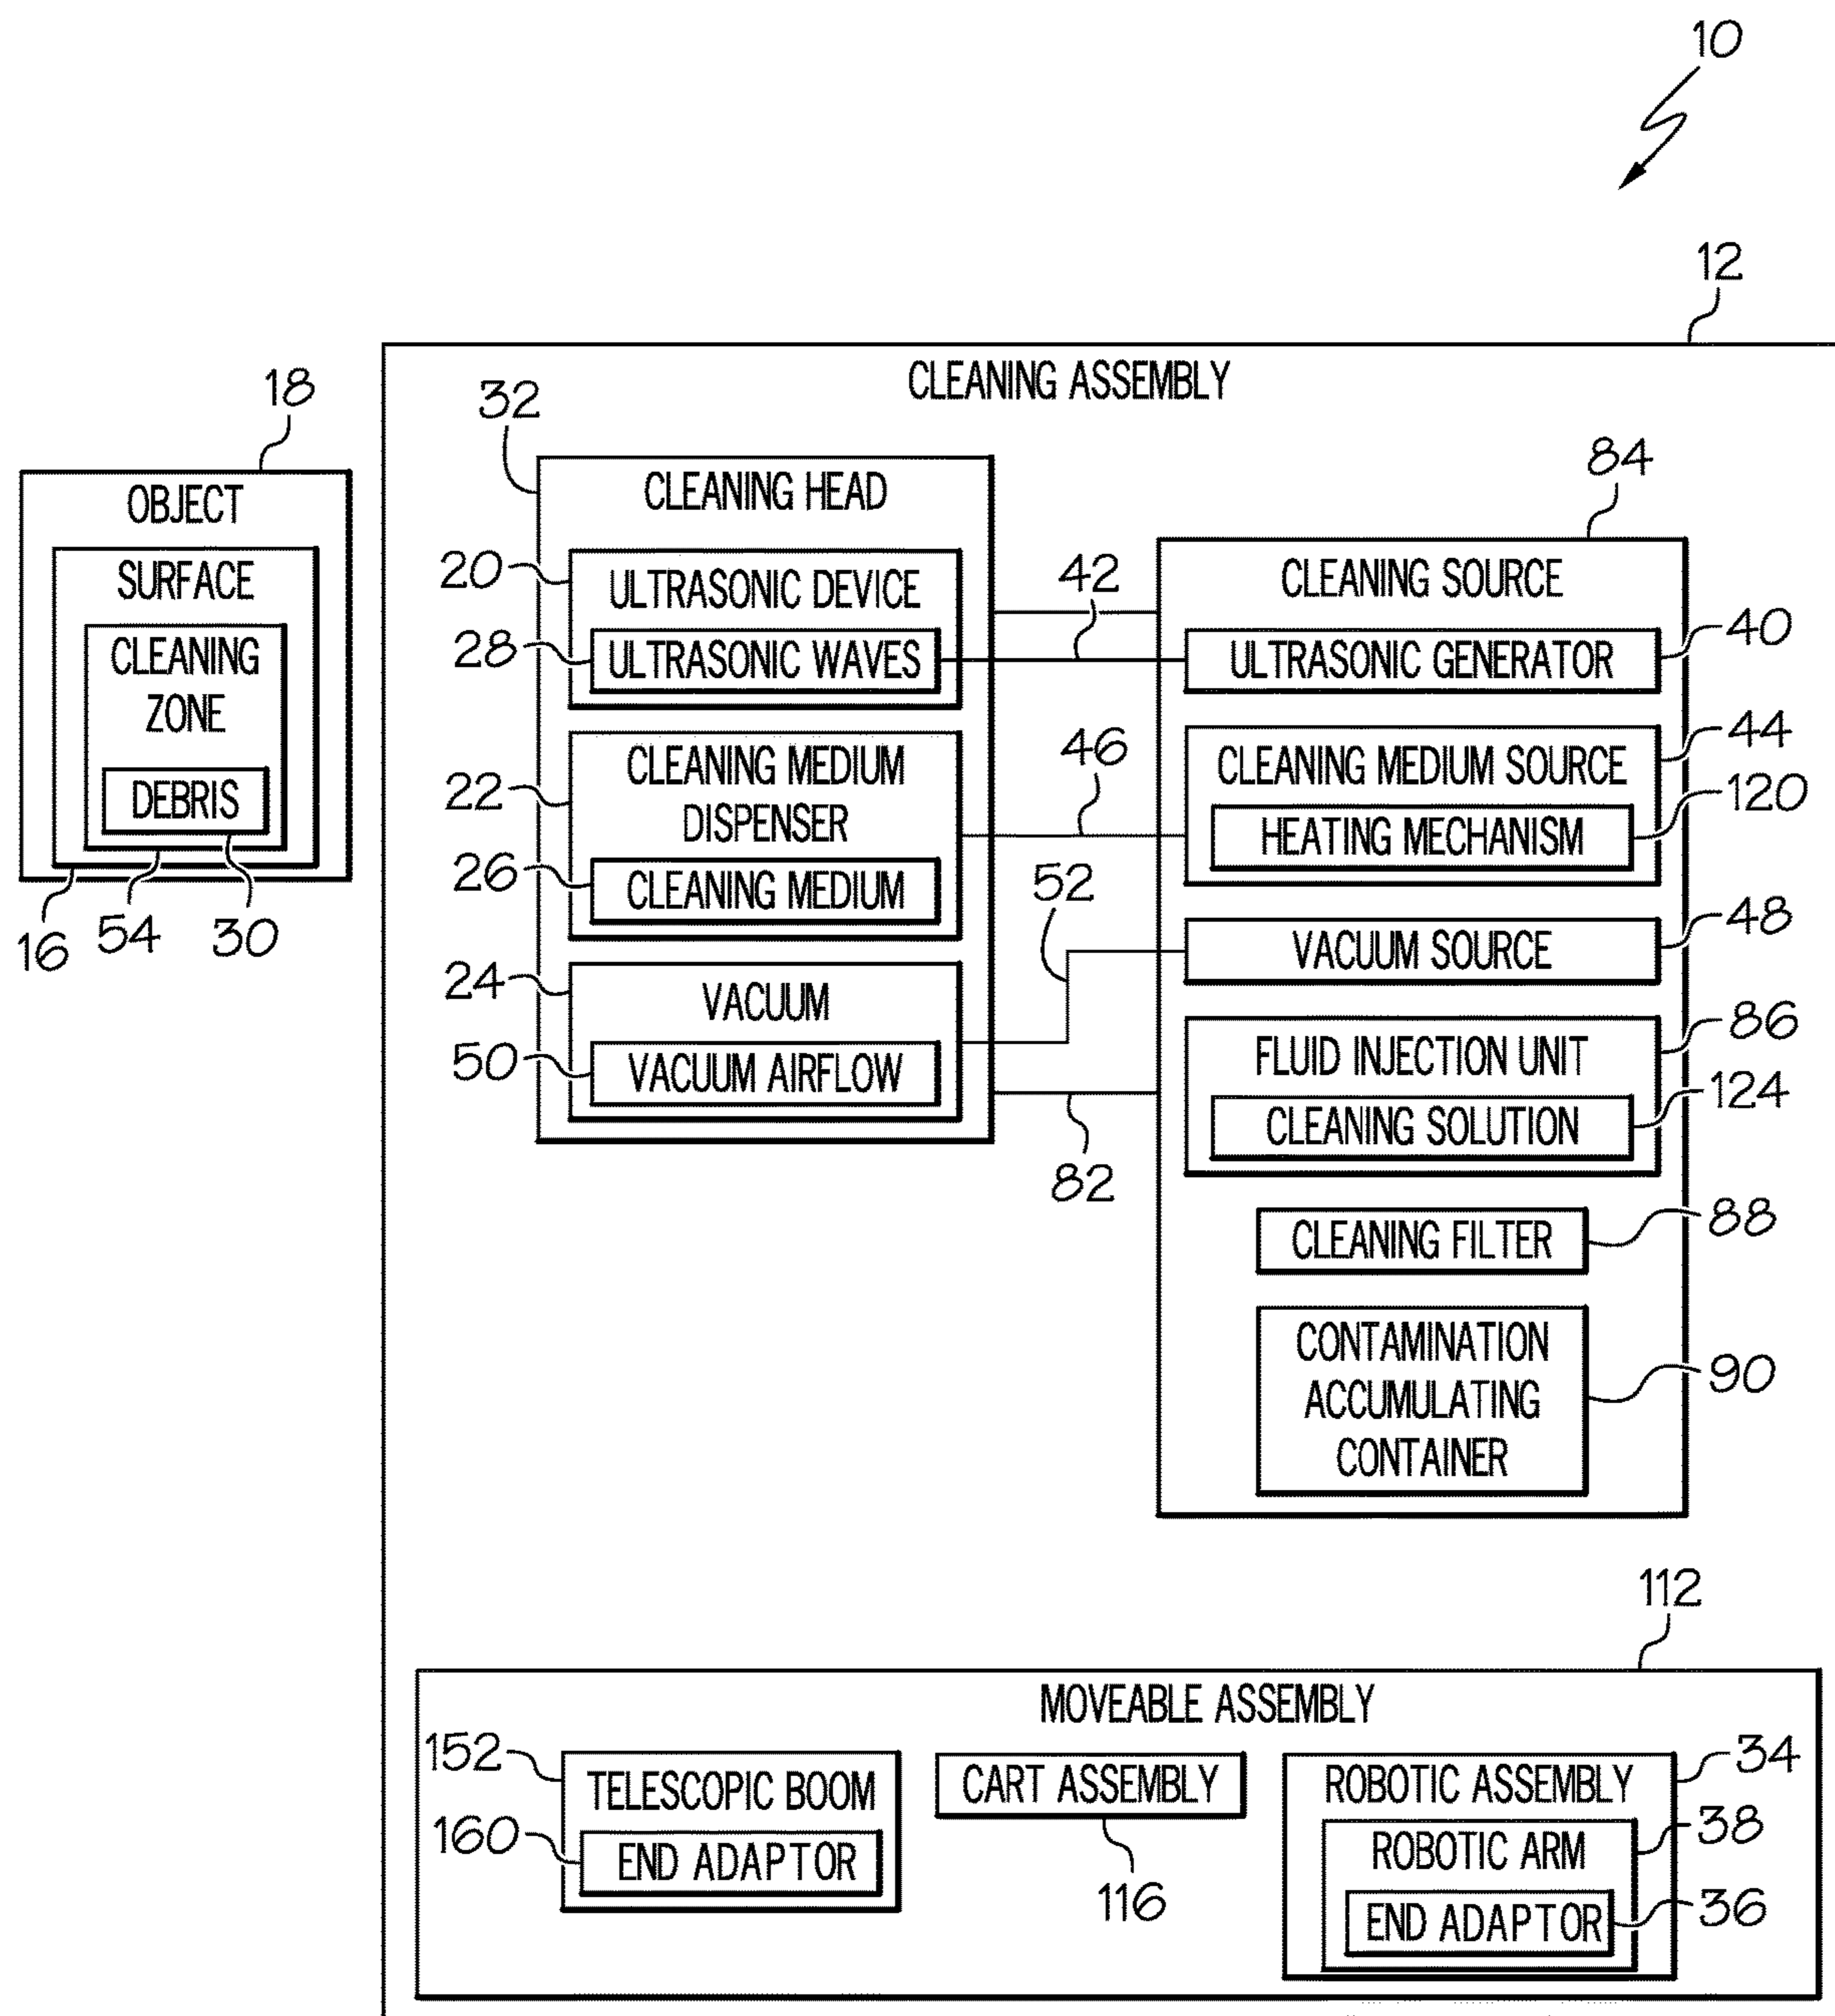 10
12
CLEANING ASSEMBLY
18
OBJECT
SURFACE
CLEANING
ZONE
DEBRIS
16
54
30
32
CLEANING HEAD
20
ULTRASONIC DEVICE
28
ULTRASONIC WAVES
22
CLEANING MEDIUM
DISPENSER
26
CLEANING MEDIUM
24
VACUUM
50
VACUUM AIRFLOW
42
46
52
82
84
CLEANING SOURCE
ULTRASONIC GENERATOR
40
CLEANING MEDIUM SOURCE
44
HEATING MECHANISM
120
VACUUM SOURCE
48
FLUID INJECTION UNIT
86
CLEANING SOLUTION
124
CLEANING FILTER
88
CONTAMINATION
ACCUMULATING
CONTAINER
90
112
MOVEABLE ASSEMBLY
152
TELESCOPIC BOOM
160
END ADAPTOR
CART ASSEMBLY
116
ROBOTIC ASSEMBLY
34
ROBOTIC ARM
38
END ADAPTOR
36